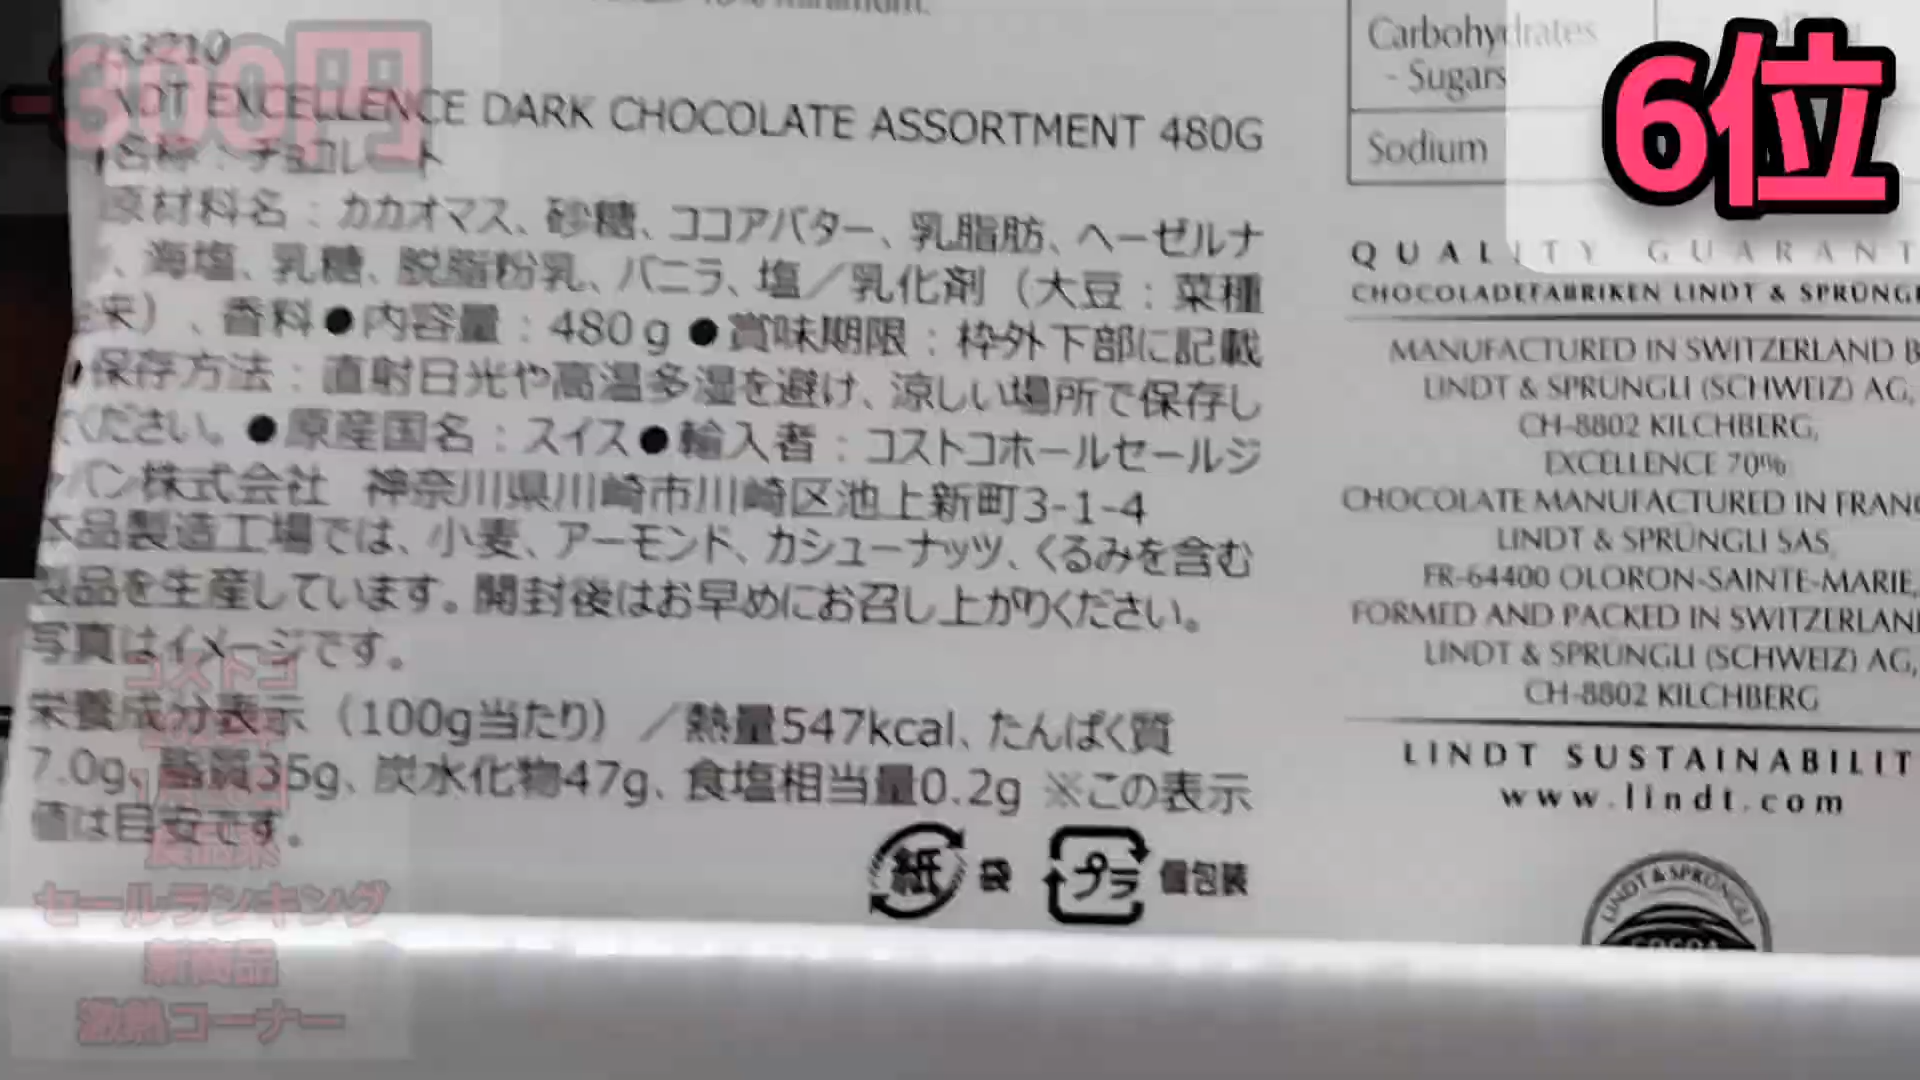 -300円
6位
NDT EXCELLENCE DARK CHOCOLATE ASSORTMENT 480G
名称：チョコレート
原材料名：カカオマス、砂糖、ココアバター、乳脂肪、ヘーゼルナ
、海塩、乳糖、脱脂粉乳、バニラ、塩／乳化剤（大豆：菜種
来）、香料●内容量：480g●賞味期限：枠外下部に記載
保存方法：直射日光や高温多湿を避け、涼しい場所で保存し
ください。●原産国名：スイス●輸入者：コストコホールセールジ
パン株式会社 神奈川県川崎市川崎区池上新町3-1-4
本品製造工場では、小麦、アーモンド、カシューナッツ、くるみを含む
製品を生産しています。開封後はお早めにお召し上がりください。
写真はイメージです。
栄養成分表示（100g当たり）／熱量547kcal、たんぱく質
7.0g、脂質35g、炭水化物47g、食塩相当量0.2g ※この表示
値は目安です。
紙 袋 プラ 個包装
Carbohydrates
- Sugars
Sodium
QUALITY GUARANT
CHOCOLADEFABRIKEN LINDT & SPRÜNGL
MANUFACTURED IN SWITZERLAND B
LINDT & SPRÜNGLI (SCHWEIZ) AG,
CH-8802 KILCHBERG,
EXCELLENCE 70%
CHOCOLATE MANUFACTURED IN FRANC
LINDT & SPRÜNGLI SAS,
FR-64400 OLORON-SAINTE-MARIE,
FORMED AND PACKED IN SWITZERLAND
LINDT & SPRÜNGLI (SCHWEIZ) AG,
CH-8802 KILCHBERG
LINDT SUSTAINABILIT
www.lindt.com
LINDT & SPRÜNGLI
COCOA
コストコ
セールランキング
新商品
激熱コーナー